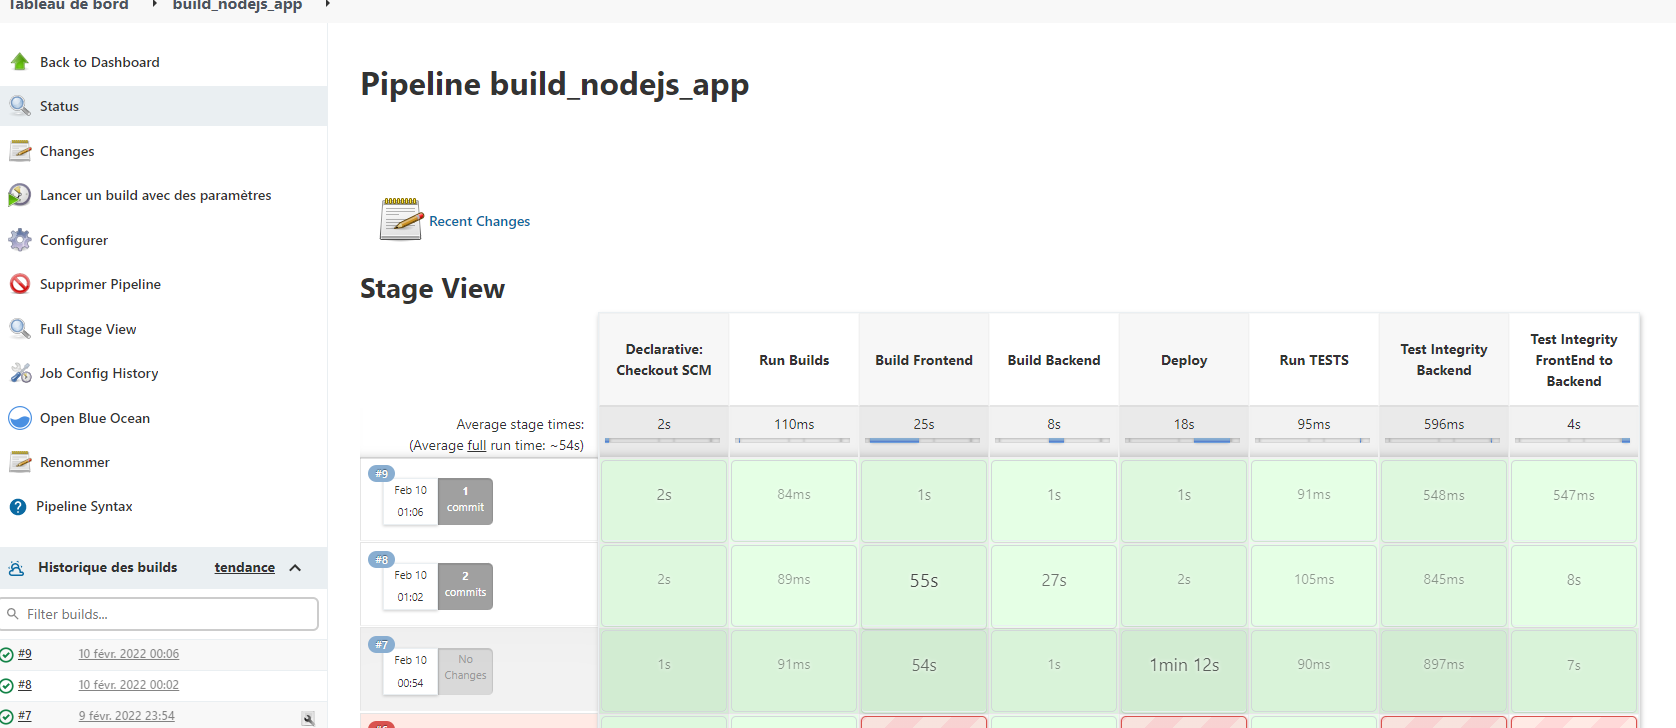 Tableau de bord
build_nodejs_app
Back to Dashboard
Status
Changes
Lancer un build avec des paramètres
Configurer
Supprimer Pipeline
Full Stage View
Job Config History
Open Blue Ocean
Renommer
Pipeline Syntax
Historique des builds tendance
Filter builds...
#9 10 févr. 2022 00:06
#8 10 févr. 2022 00:02
#7 9 févr. 2022 23:54
Pipeline build_nodejs_app
Recent Changes
Stage View
Declarative: Checkout SCM
Run Builds
Build Frontend
Build Backend
Deploy
Run TESTS
Test Integrity Backend
Test Integrity FrontEnd to Backend
Average stage times:
(Average full run time: ~54s)
2s 110ms 25s 8s 18s 95ms 596ms 4s
#9
Feb 10 01:06
1 commit
2s 84ms 1s 1s 1s 91ms 548ms 547ms
#8
Feb 10 01:02
2 commits
2s 89ms 55s 27s 2s 105ms 845ms 8s
#7
Feb 10 00:54
No Changes
1s 91ms 54s 1s 1min 12s 90ms 897ms 7s